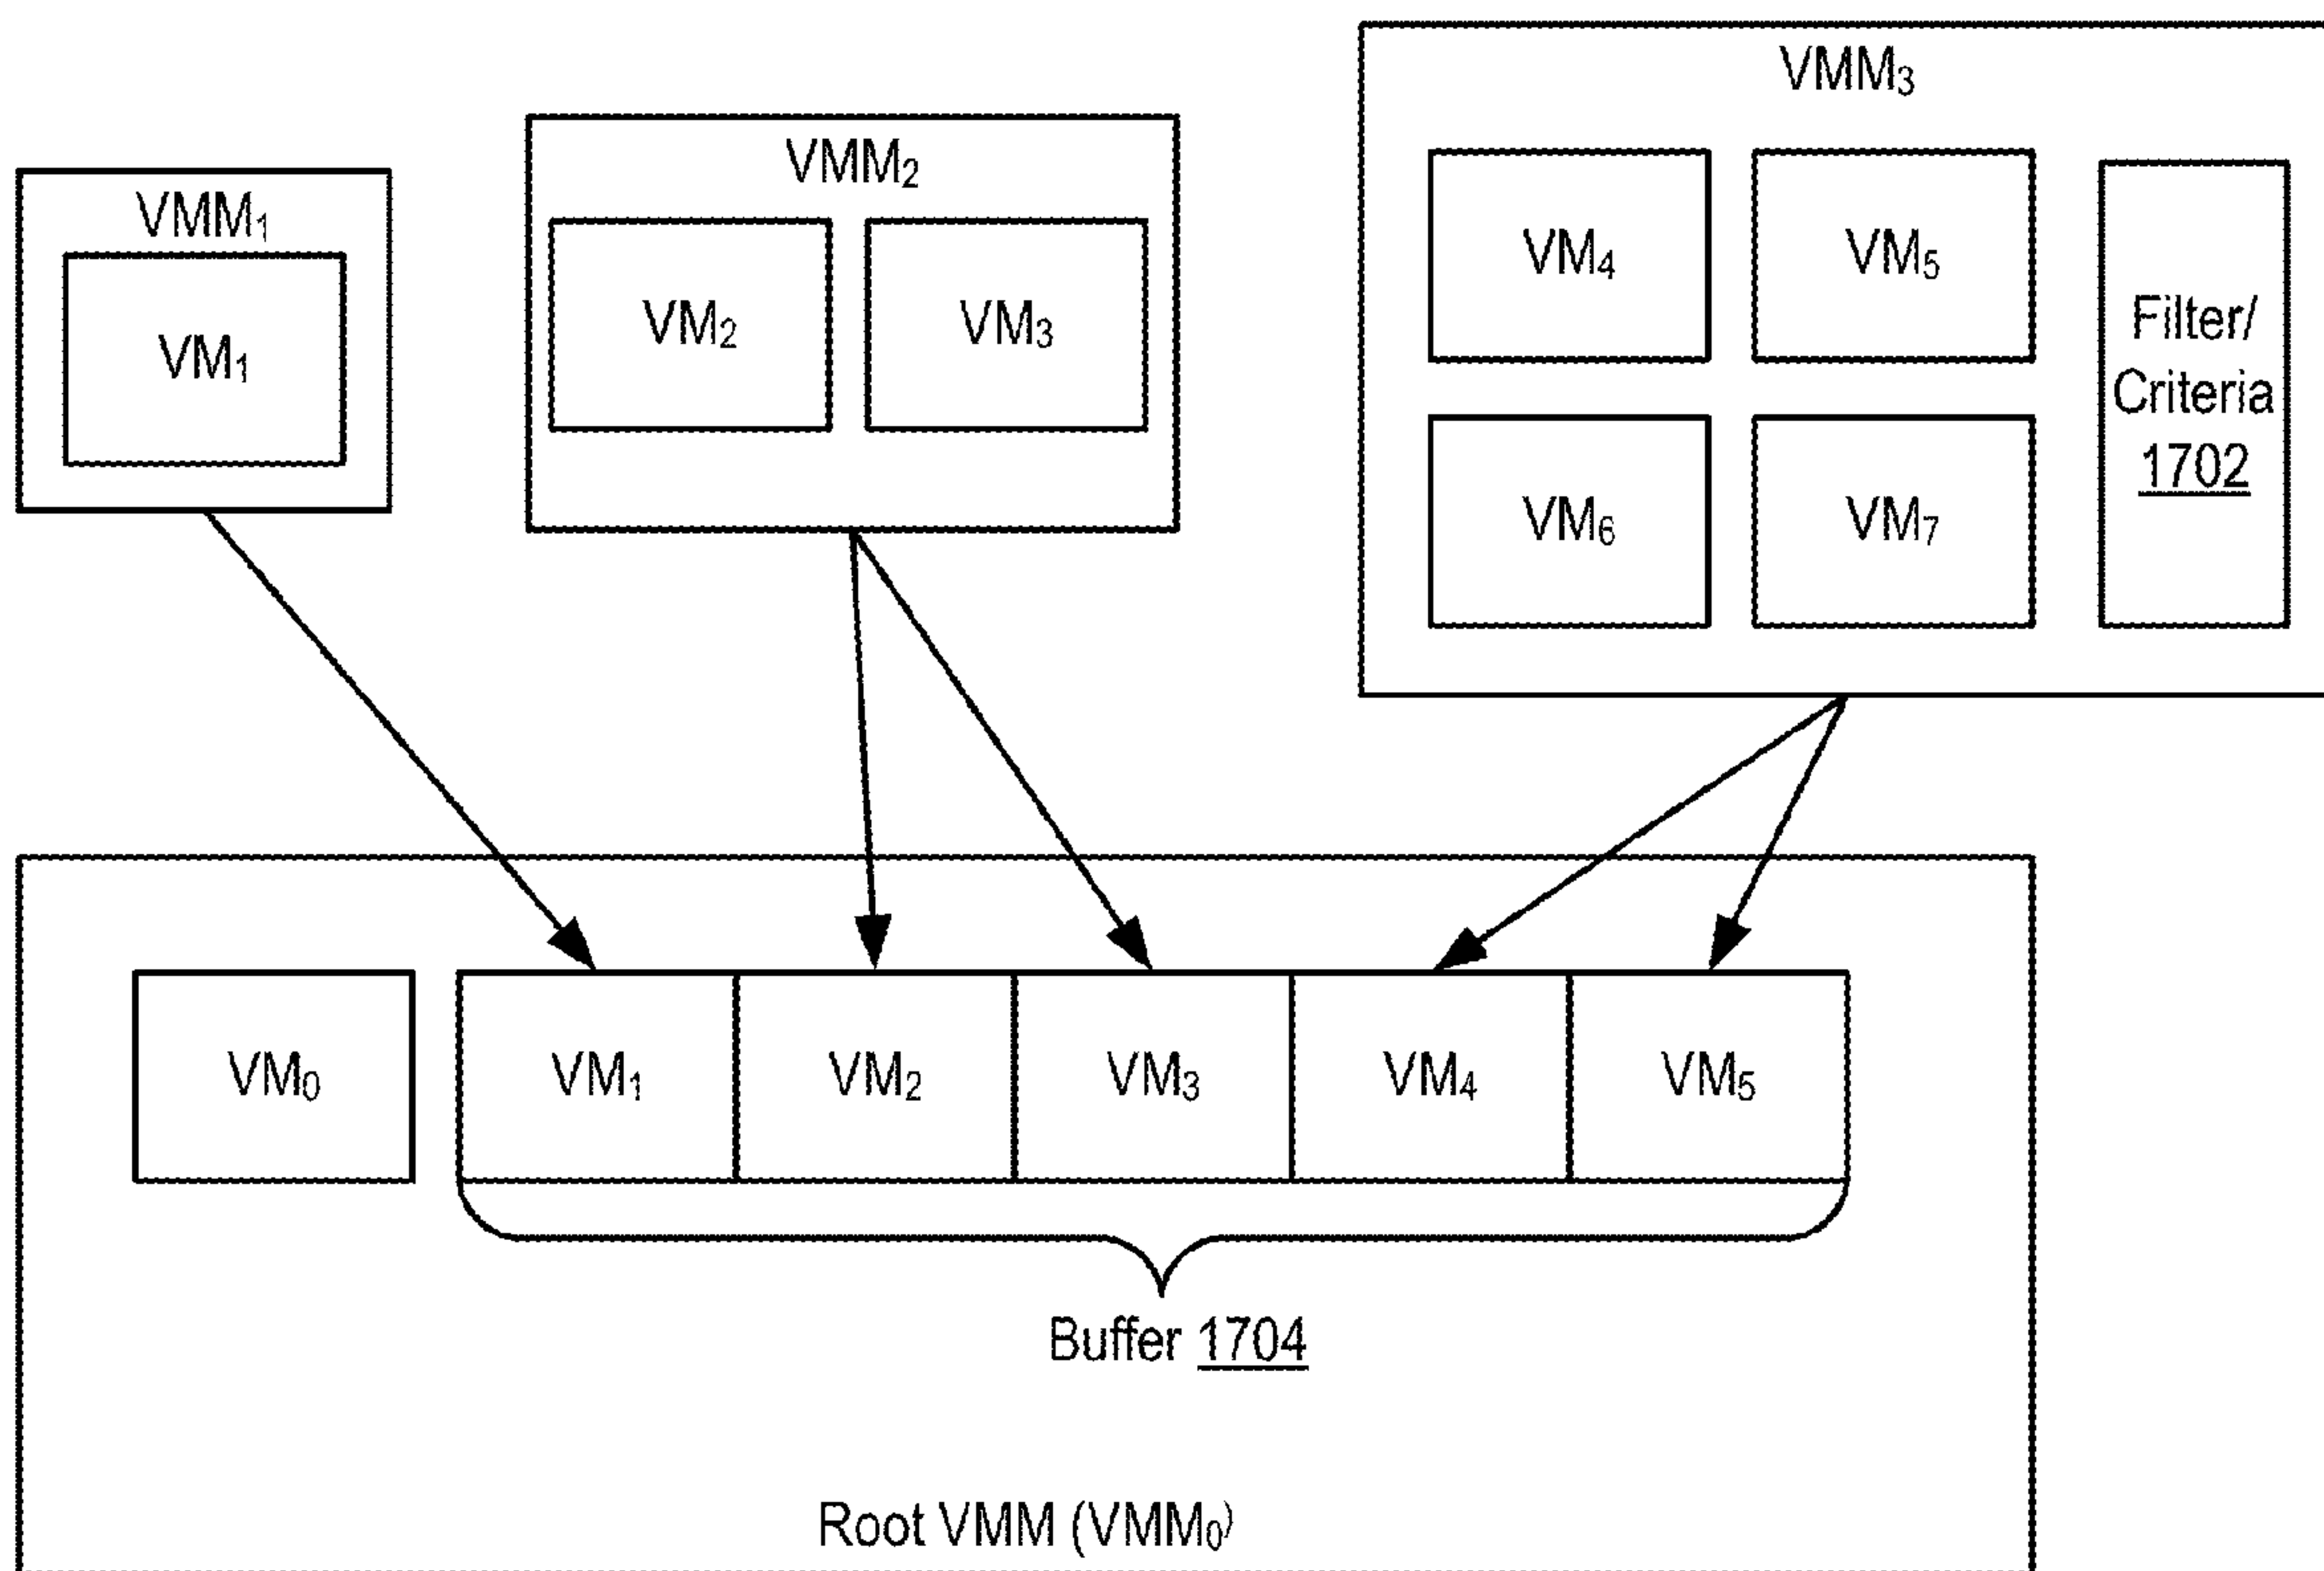 VMM₃
VMM₂
VMM₁
VM₄
VM₅
Filter/
Criteria
1702
VM₂
VM₃
VM₁
VM₆
VM₇
VM₀
VM₁
VM₂
VM₃
VM₄
VM₅
Buffer 1704
Root VMM (VMM₀)